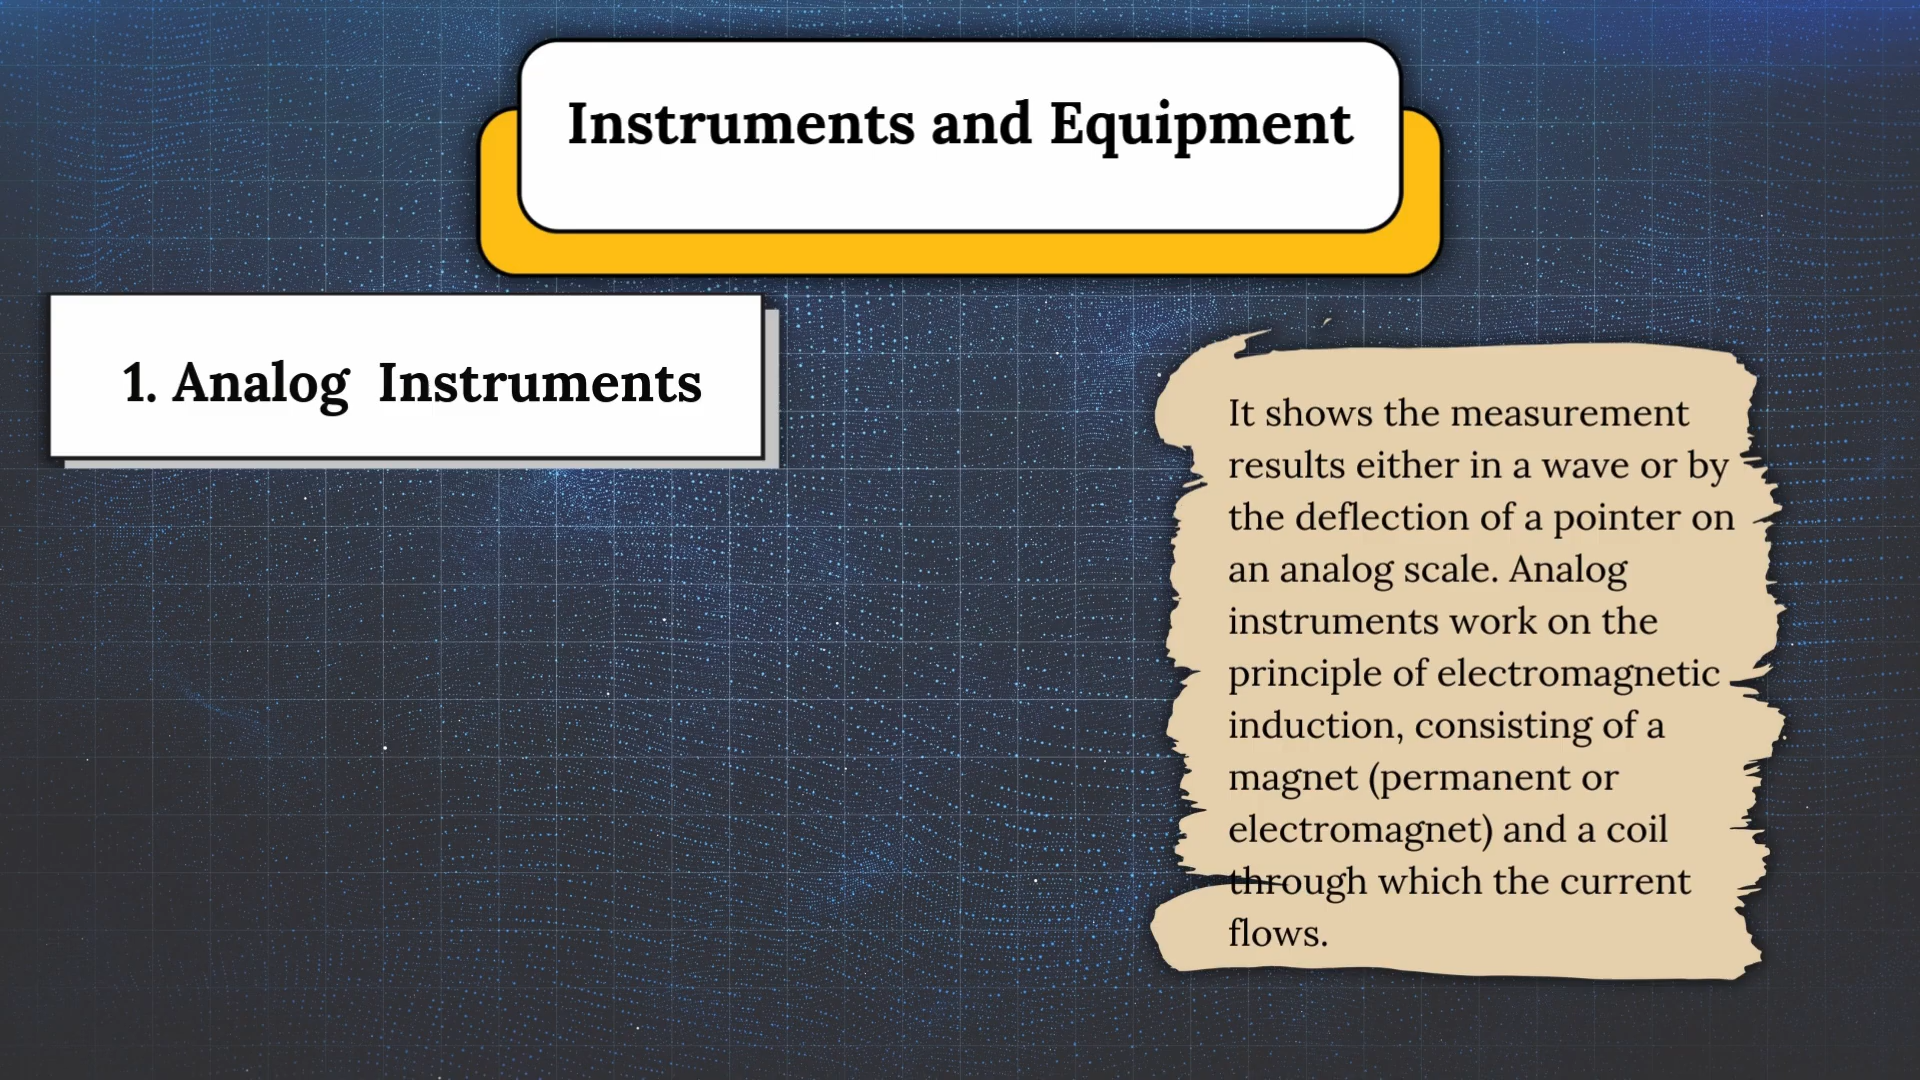 Instruments and Equipment
1. Analog Instruments
It shows the measurement
results either in a wave or by
the deflection of a pointer on
an analog scale. Analog
instruments work on the
principle of electromagnetic
induction, consisting of a
magnet (permanent or
electromagnet) and a coil
through which the current
flows.